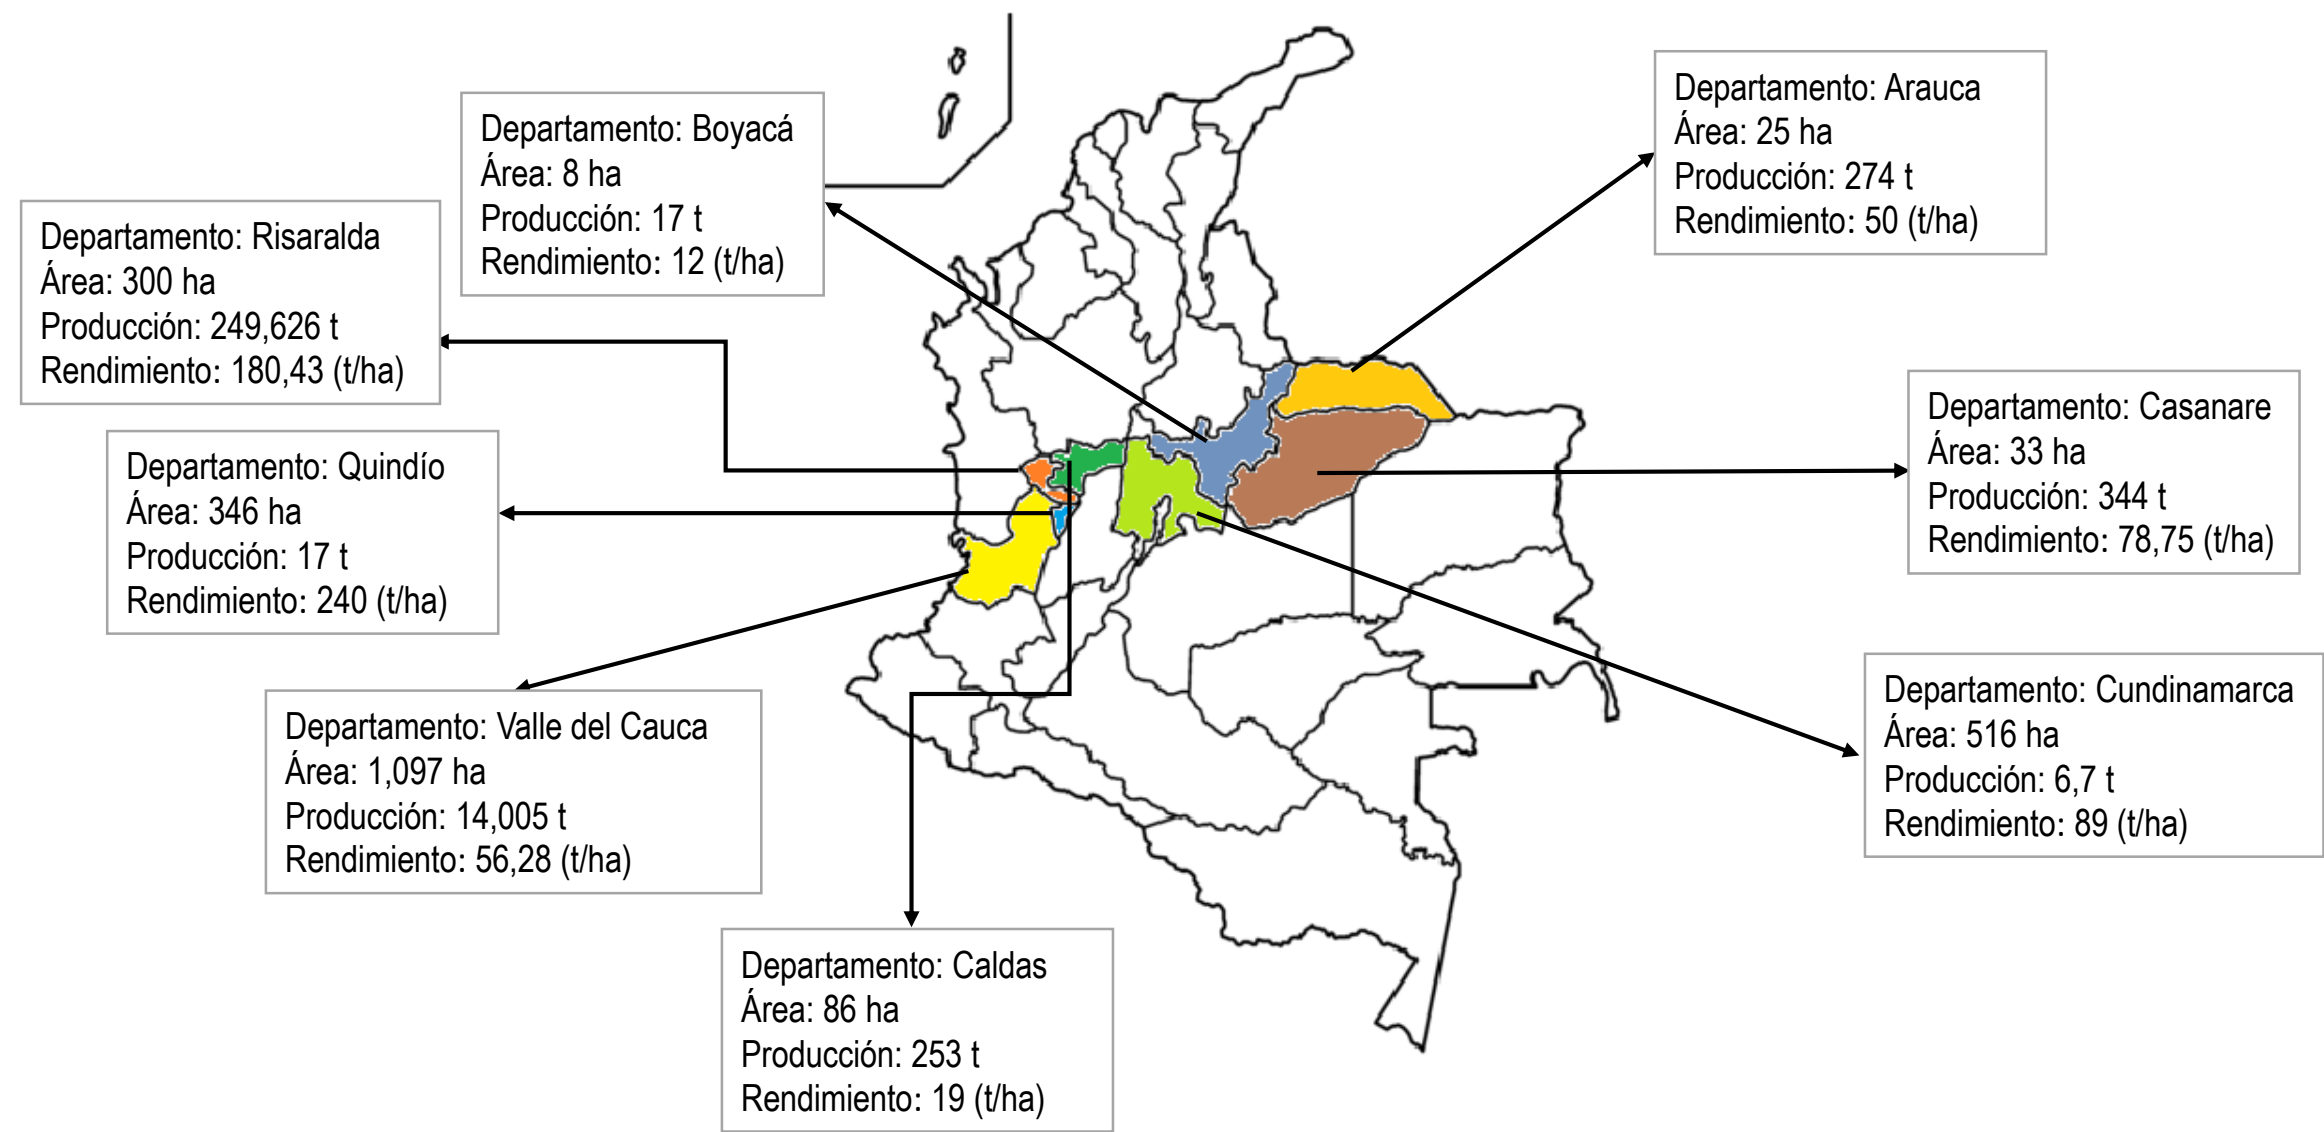 Departamento: Boyacá
Área: 8 ha
Producción: 17 t
Rendimiento: 12 (t/ha)
Departamento: Arauca
Área: 25 ha
Producción: 274 t
Rendimiento: 50 (t/ha)
Departamento: Risaralda
Área: 300 ha
Producción: 249,626 t
Rendimiento: 180,43 (t/ha)
Departamento: Casanare
Área: 33 ha
Producción: 344 t
Rendimiento: 78,75 (t/ha)
Departamento: Quindío
Área: 346 ha
Producción: 17 t
Rendimiento: 240 (t/ha)
Departamento: Cundinamarca
Área: 516 ha
Producción: 6,7 t
Rendimiento: 89 (t/ha)
Departamento: Valle del Cauca
Área: 1,097 ha
Producción: 14,005 t
Rendimiento: 56,28 (t/ha)
Departamento: Caldas
Área: 86 ha
Producción: 253 t
Rendimiento: 19 (t/ha)